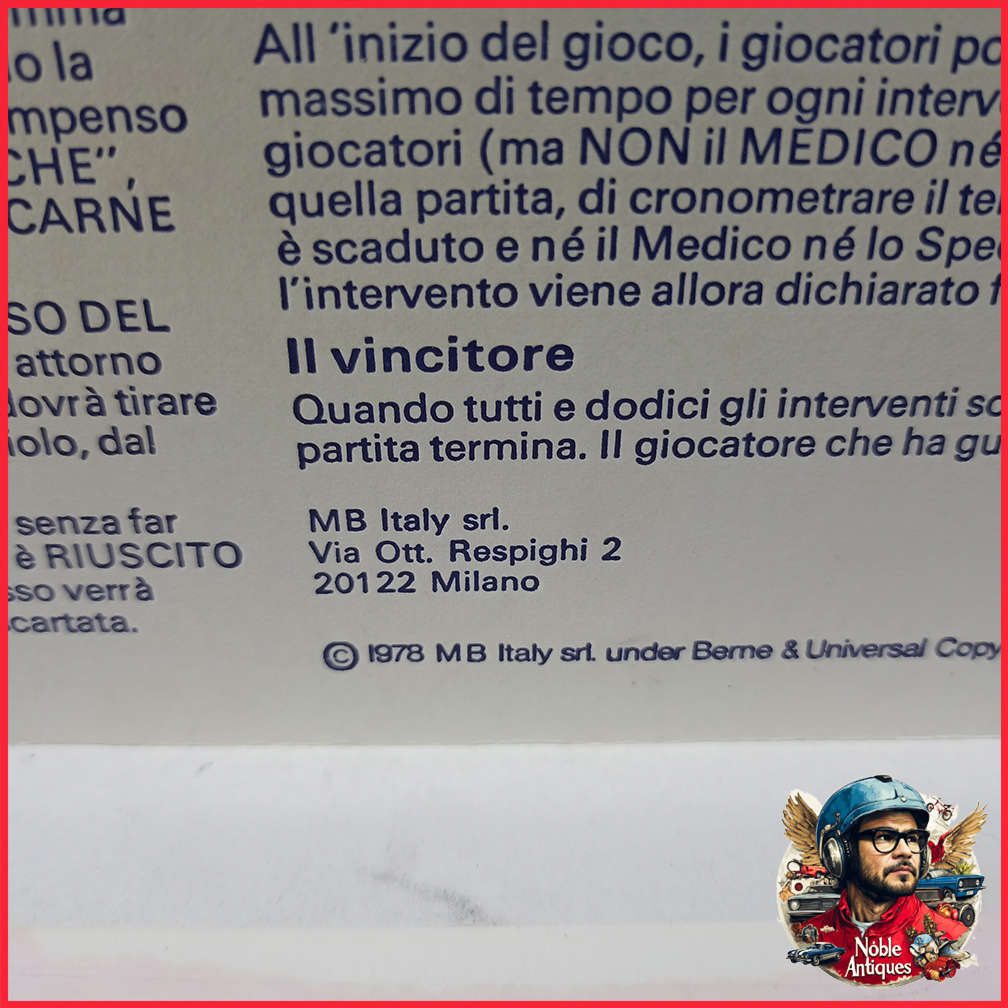 o la
mpenso
CHE",
CARNE
SO DEL
attorno
dovrà tirare
iolo, dal
senza far
è RIUSCITO
sso verrà
scartata.
All 'inizio del gioco, i giocatori po
massimo di tempo per ogni interv
giocatori (ma NON il MEDICO né
quella partita, di cronometrare il te
è scaduto e né il Medico né lo Spe
l'intervento viene allora dichiarato f
Il vincitore
Quando tutti e dodici gli interventi so
partita termina. Il giocatore che ha gu
MB Italy srl.
Via Ott. Respighi 2
20122 Milano
© 1978 MB Italy srl. under Berne & Universal Copy
Noble
Antiques